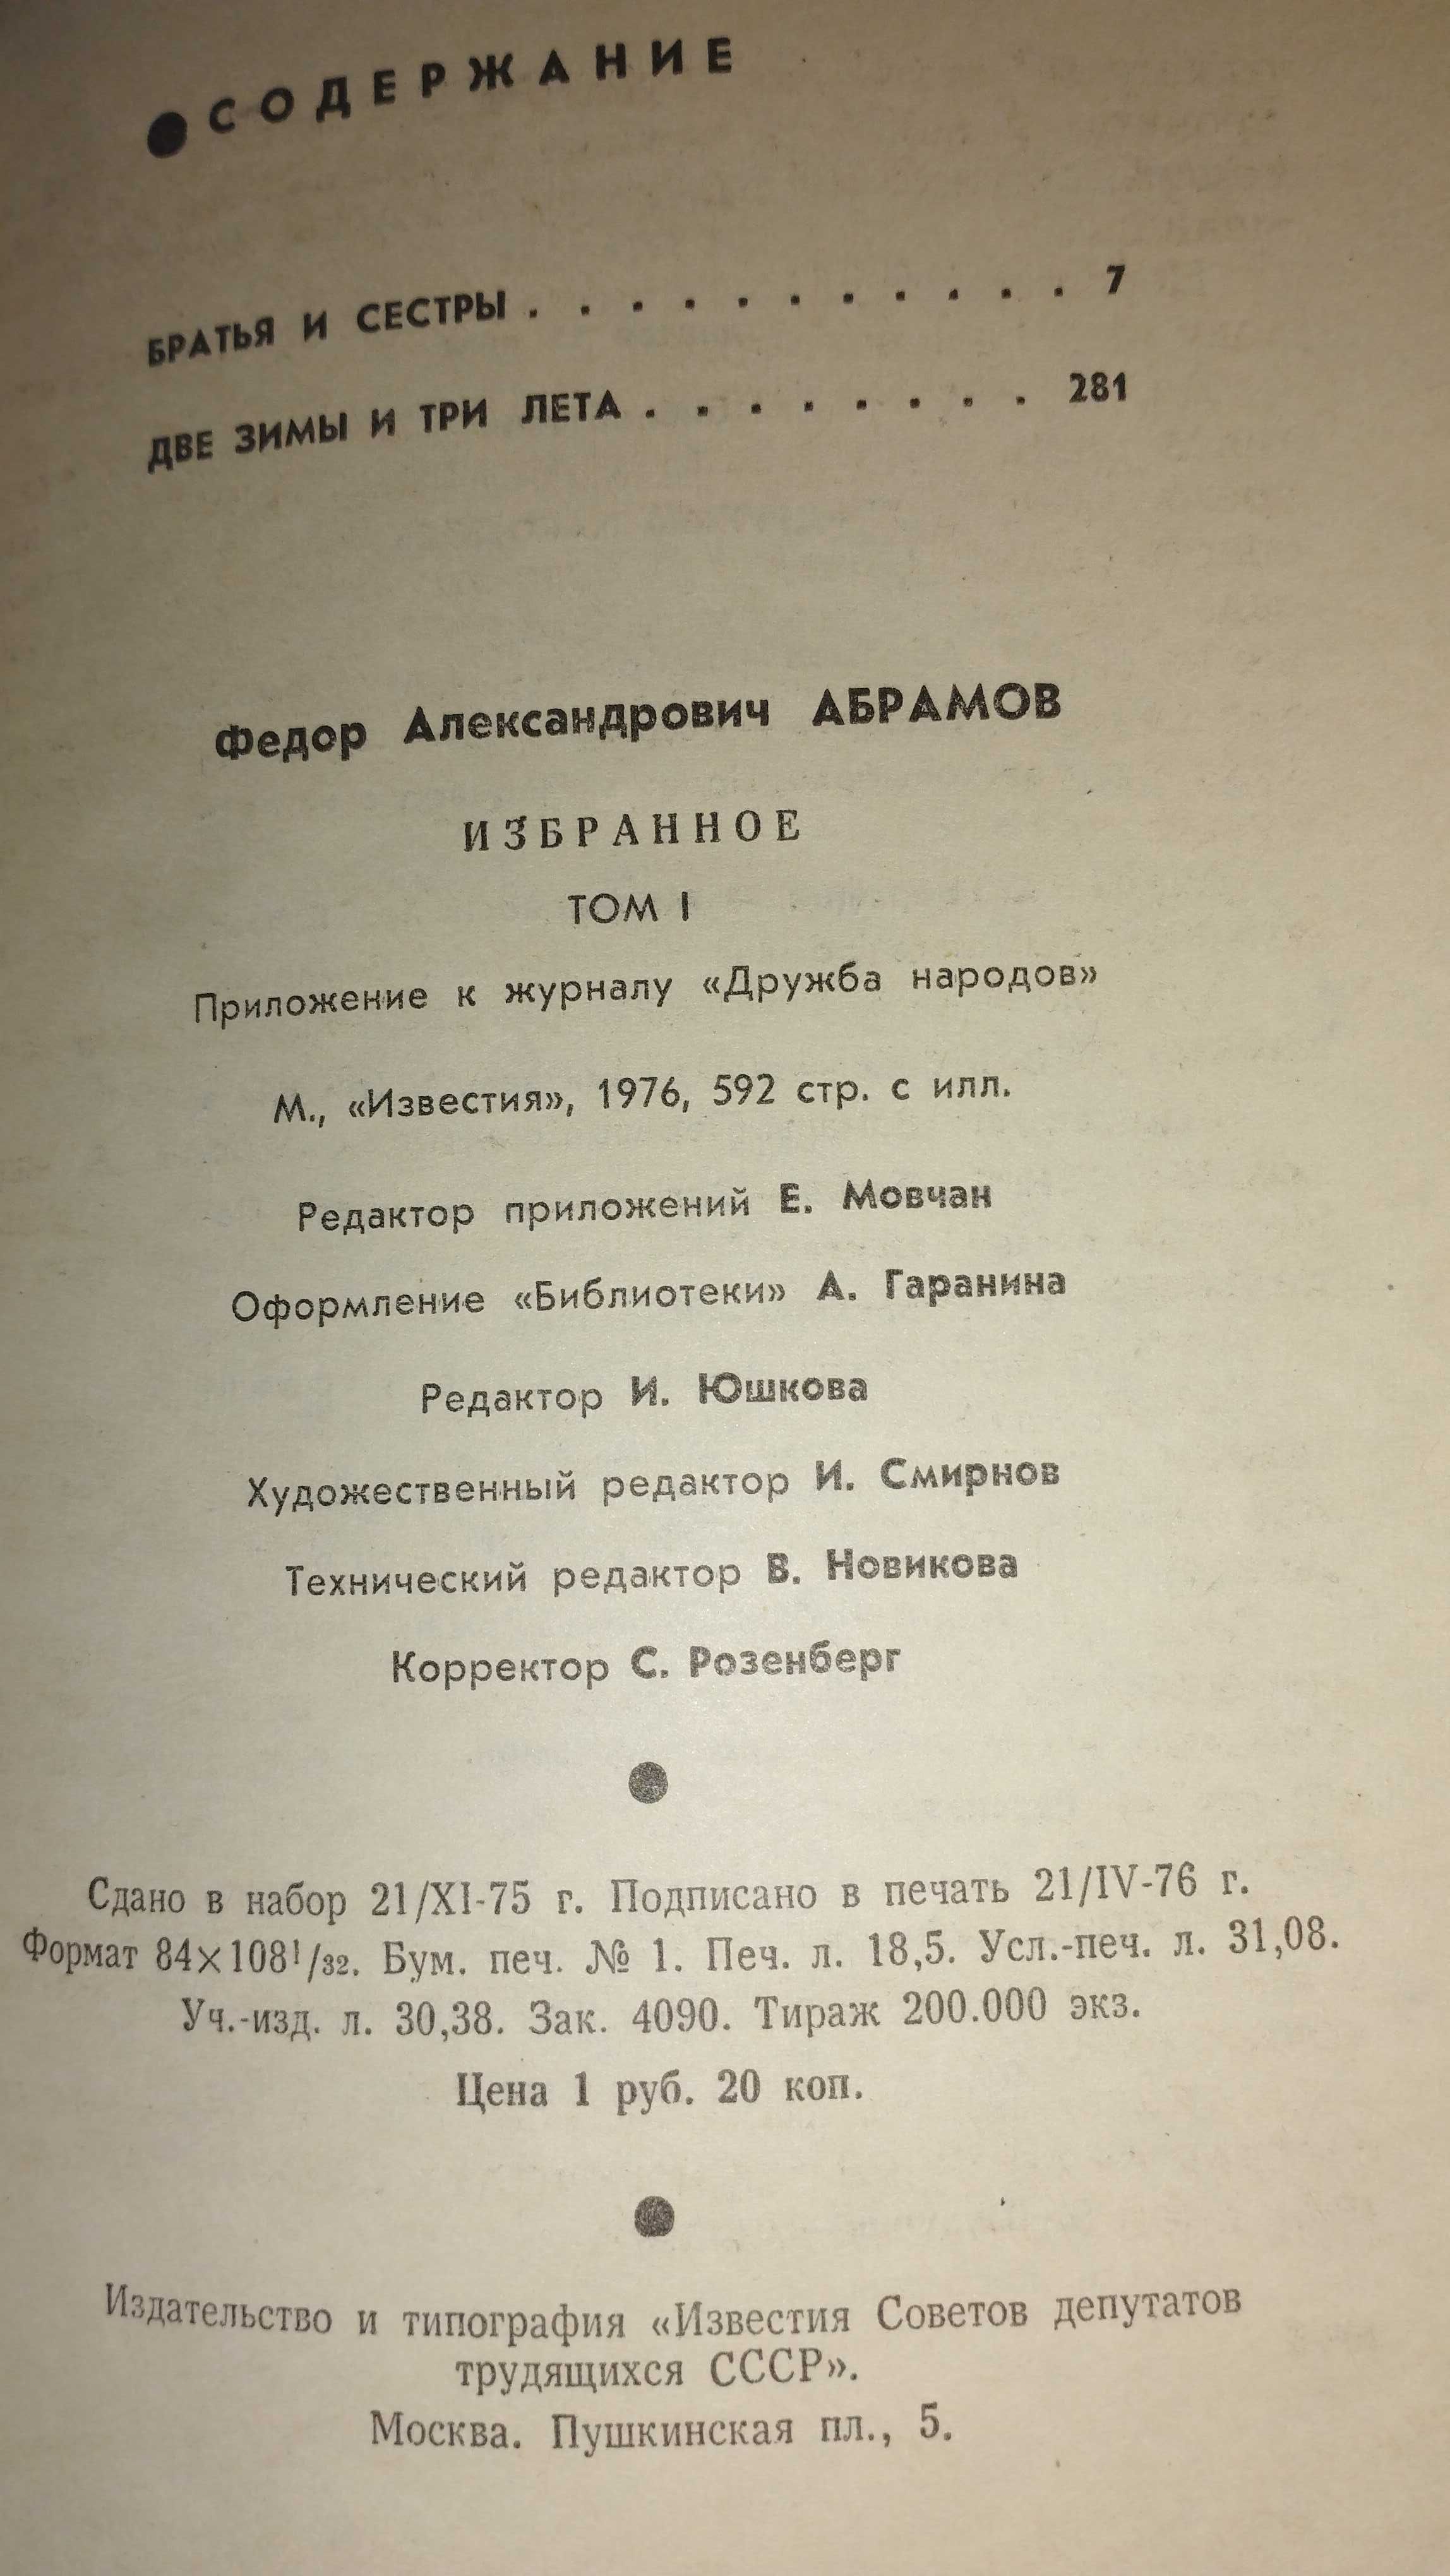 ● СОДЕРЖАНИЕ
БРАТЬЯ И СЕСТРЫ . . . . . . . . . . . 7
ДВЕ ЗИМЫ И ТРИ ЛЕТА . . . . . . . . 281
Федор Александрович АБРАМОВ
ИЗБРАННОЕ
ТОМ I
Приложение к журналу «Дружба народов»
М., «Известия», 1976, 592 стр. с илл.
Редактор приложений Е. Мовчан
Оформление «Библиотеки» А. Гаранина
Редактор И. Юшкова
Художественный редактор И. Смирнов
Технический редактор В. Новикова
Корректор С. Розенберг
Сдано в набор 21/XI-75 г. Подписано в печать 21/IV-76 г.
Формат 84×108¹/₃₂. Бум. печ. № 1. Печ. л. 18,5. Усл.-печ. л. 31,08.
Уч.-изд. л. 30,38. Зак. 4090. Тираж 200.000 экз.
Цена 1 руб. 20 коп.
Издательство и типография «Известия Советов депутатов
трудящихся СССР».
Москва. Пушкинская пл., 5.